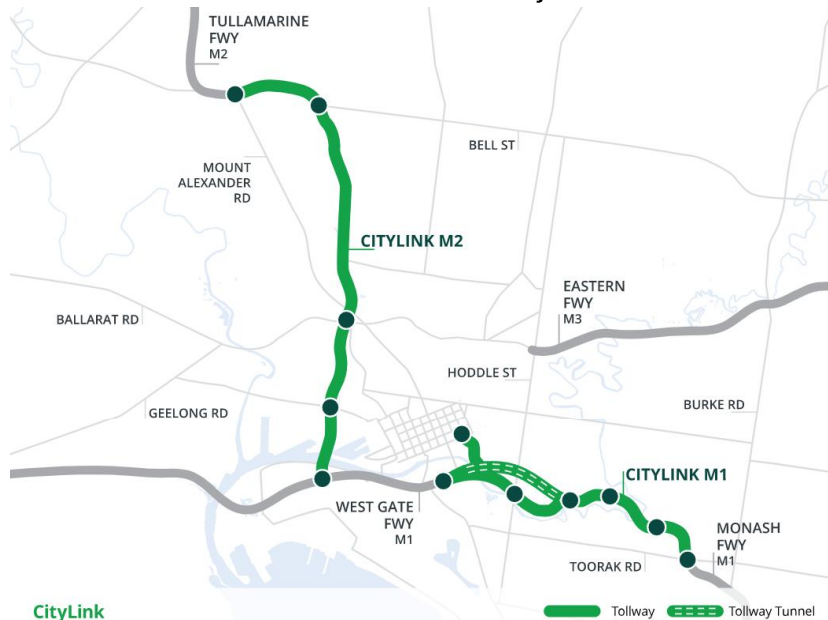 TULLAMARINE
FWY
M2
BELL ST
MOUNT
ALEXANDER
RD
CITYLINK M2
EASTERN
FWY
M3
BALLARAT RD
HODDLE ST
GEELONG RD
BURKE RD
CITYLINK M1
WEST GATE
FWY
M1
MONASH
FWY
M1
TOORAK RD
CityLink
Tollway
Tollway Tunnel